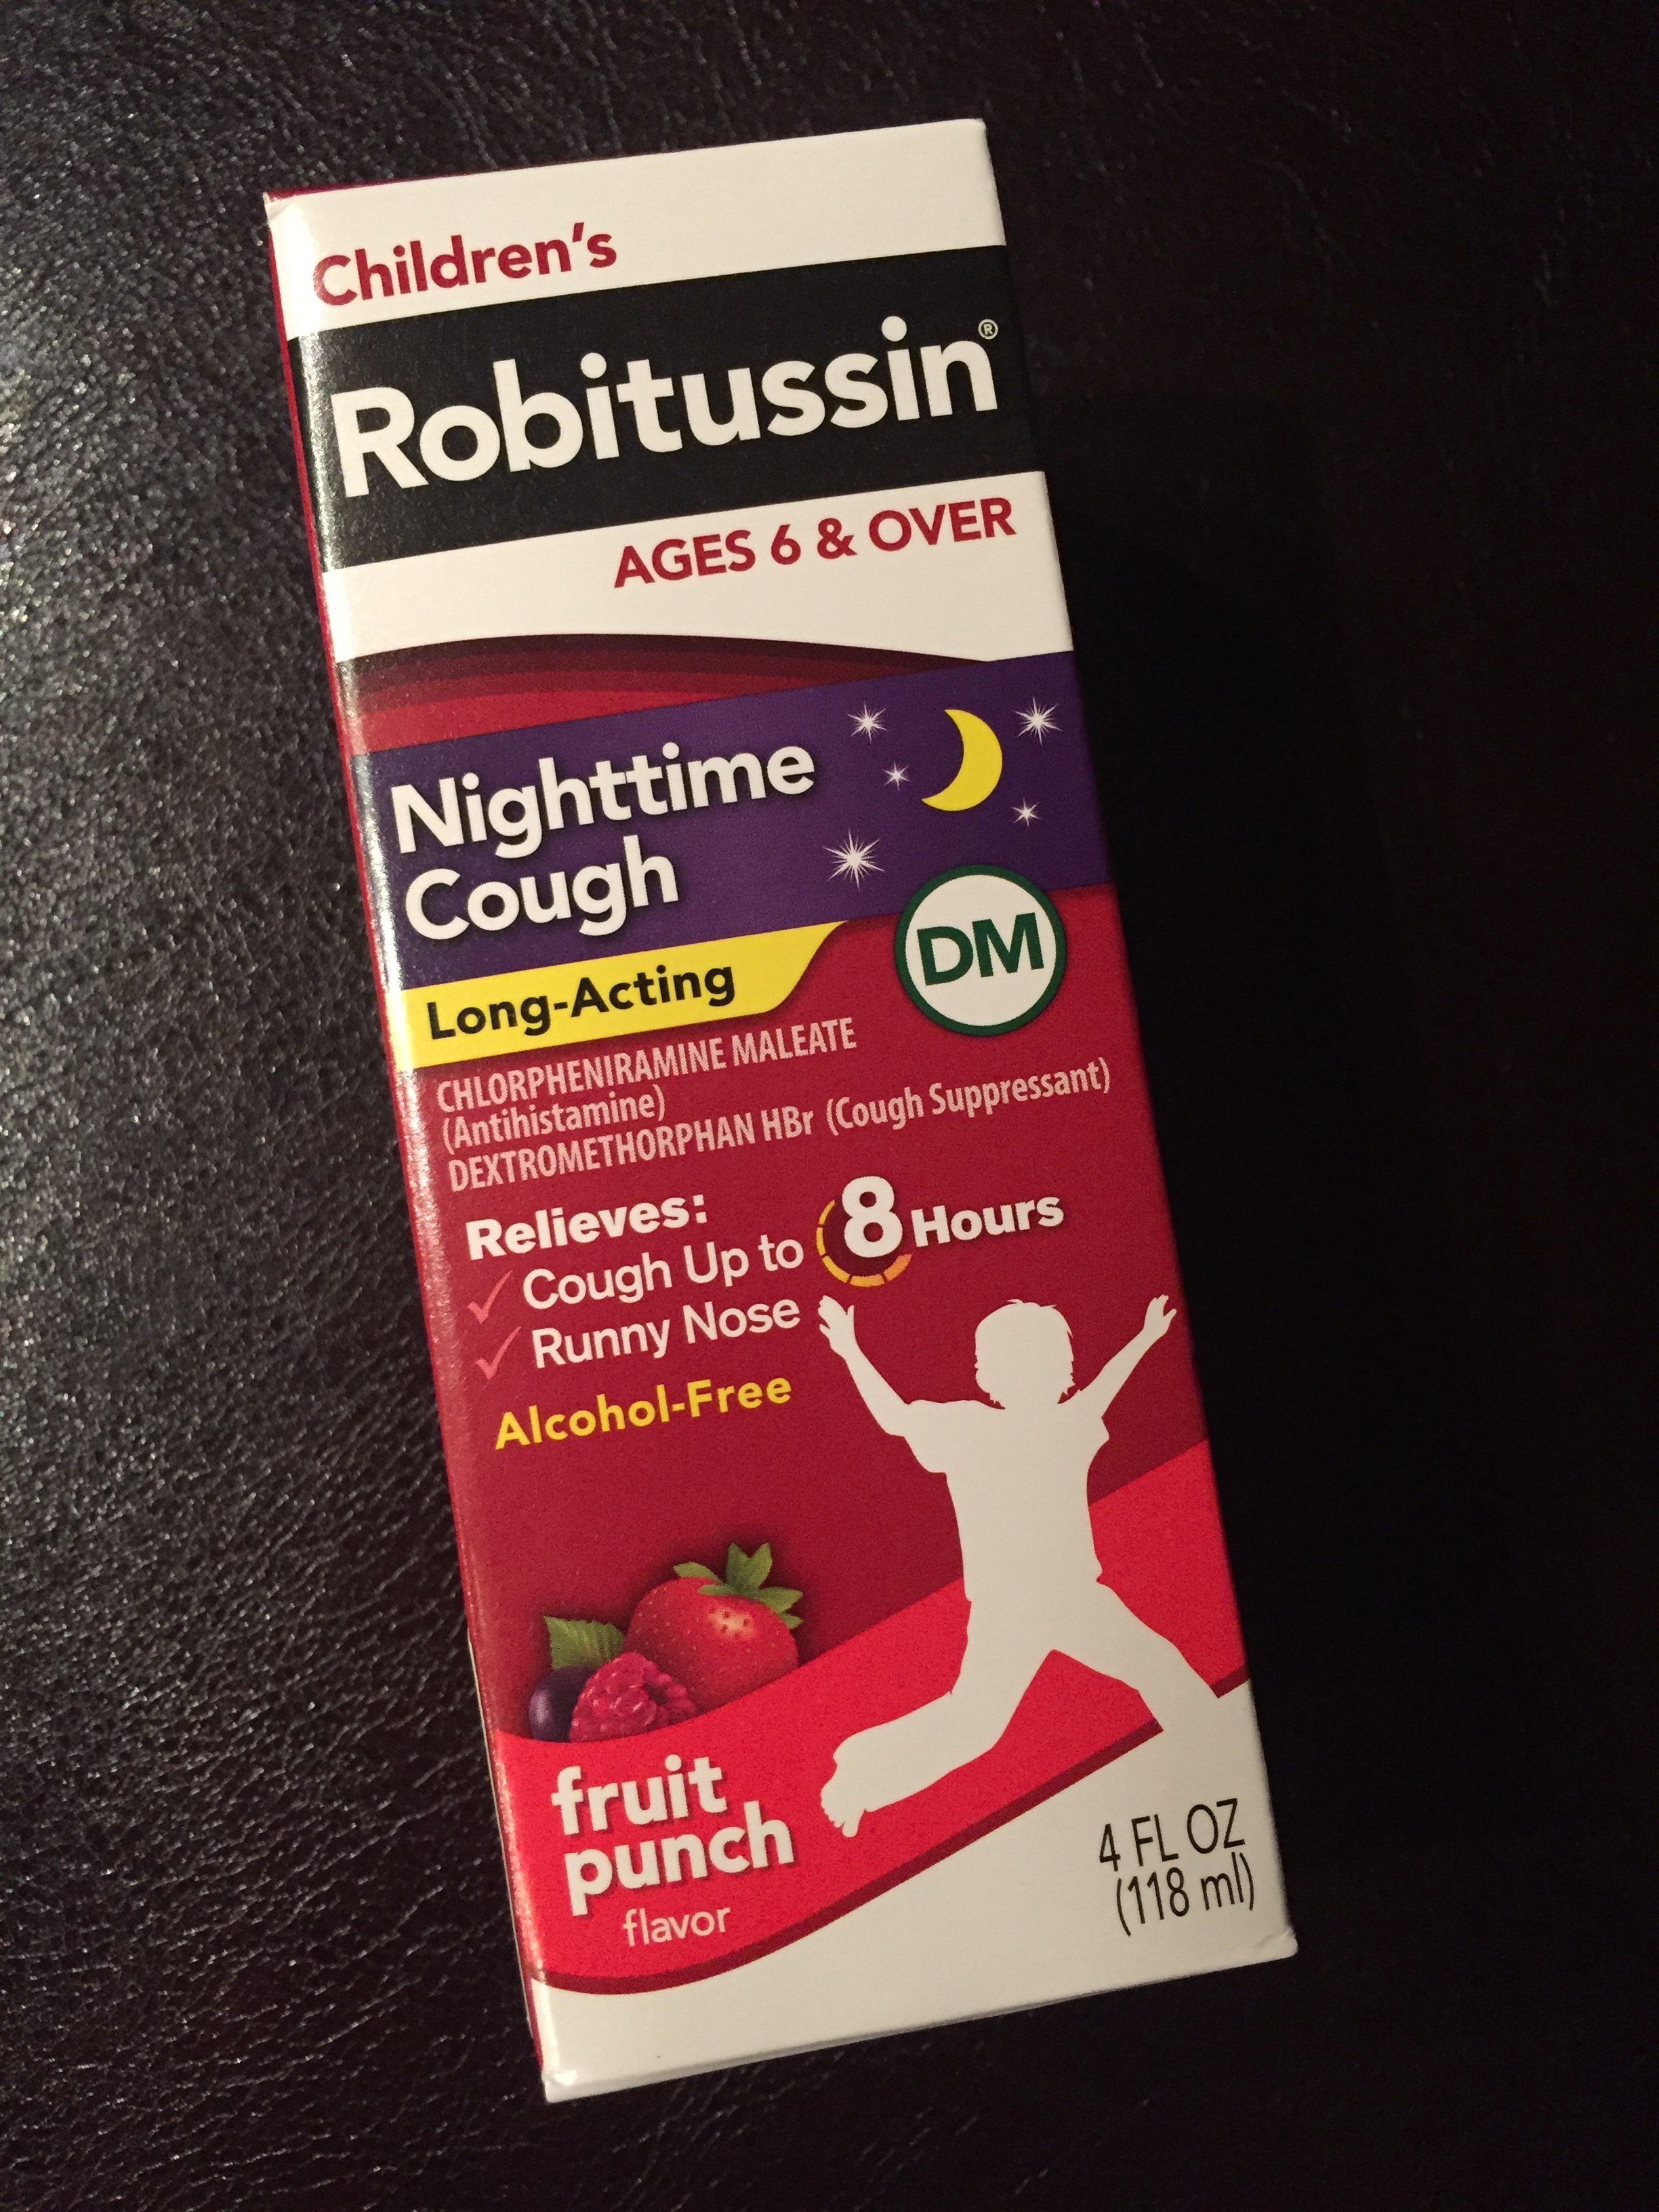 Children's
Robitussin®
AGES 6 & OVER
Nighttime
Cough
DM
Long-Acting
CHLORPHENIRAMINE MALEATE
(Antihistamine)
DEXTROMETHORPHAN HBr (Cough Suppressant)
Relieves:
✓ Cough Up to 8 Hours
✓ Runny Nose
Alcohol-Free
fruit
punch
flavor
4 FL OZ
(118 ml)